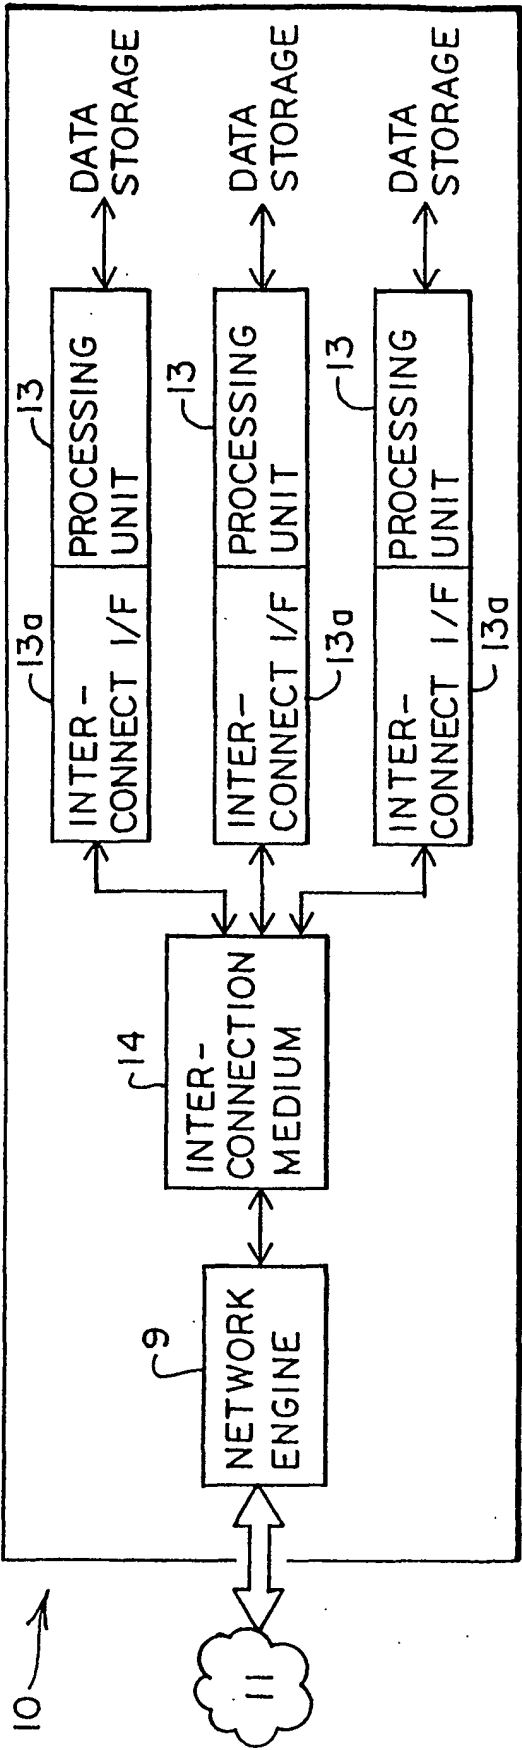 10
11
9
NETWORK
ENGINE
14
INTER-
CONNECTION
MEDIUM
13a
13
INTER-
CONNECT I/F
PROCESSING
UNIT
DATA
STORAGE
13
INTER-
CONNECT I/F
PROCESSING
UNIT
DATA
STORAGE
13a
13
INTER-
CONNECT I/F
PROCESSING
UNIT
DATA
STORAGE
13a